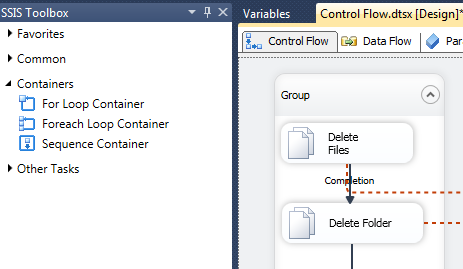 SSIS Toolbox
Favorites
Common
Containers
For Loop Container
Foreach Loop Container
Sequence Container
Other Tasks
Variables
Control Flow.dtsx [Design]*
Control Flow
Data Flow
Par
Group
Delete
Files
Completion
Delete Folder